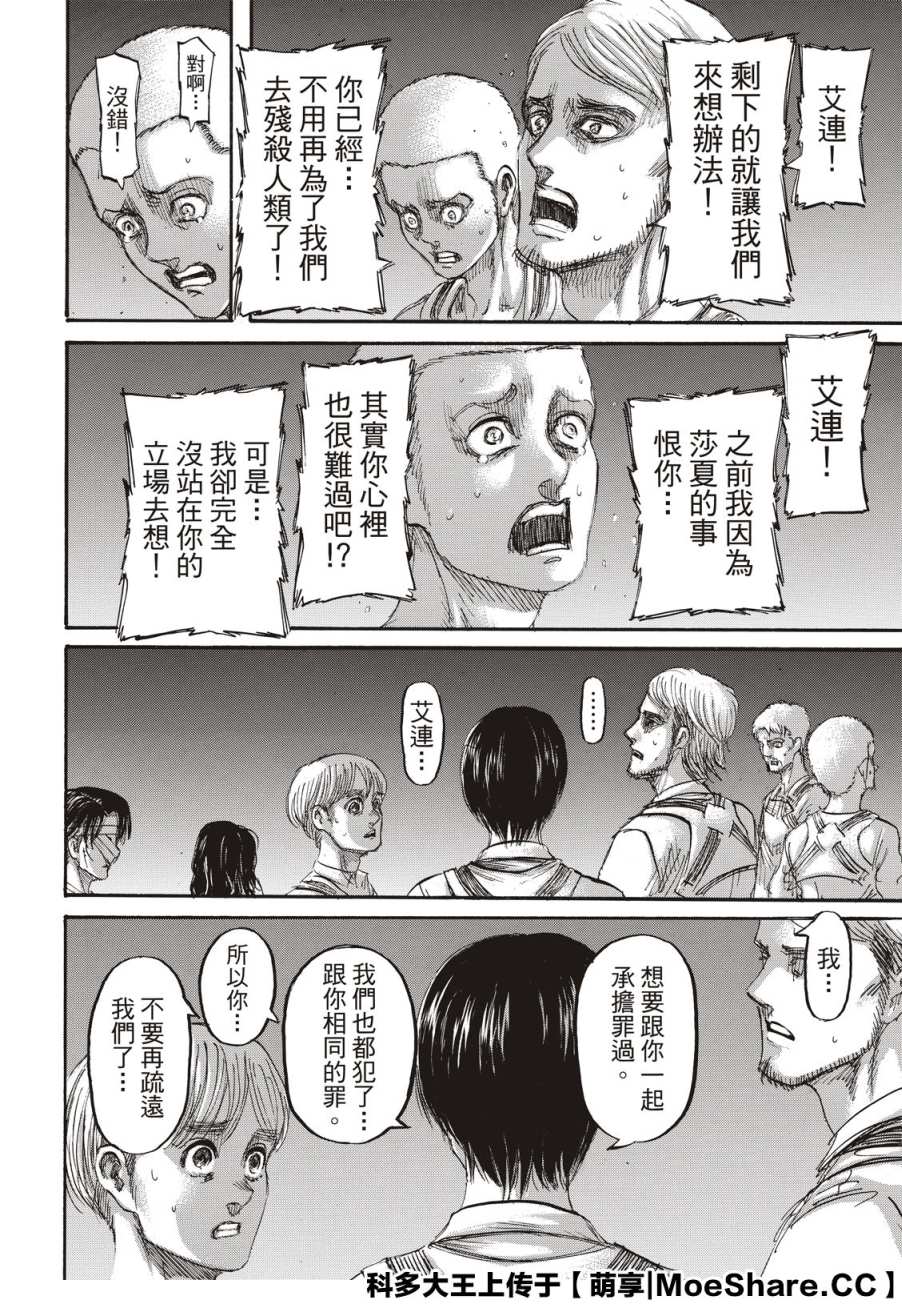 艾連！
剩下的就讓我們
來想辦法！
你已經…
不用再為了我們
去殘殺人類了！
對啊…
沒錯！
艾連！
之前我因為
莎夏的事
恨你…
其實你心裡
也很難過吧!?
可是…
我卻完全
沒站在你的
立場去想！
……
艾連…
我…
想要跟你一起
承擔罪過。
我們也都犯了…
跟你相同的罪。
所以你…
不要再疏遠
我們了…
科多大王上传于【萌享|MoeShare.CC】